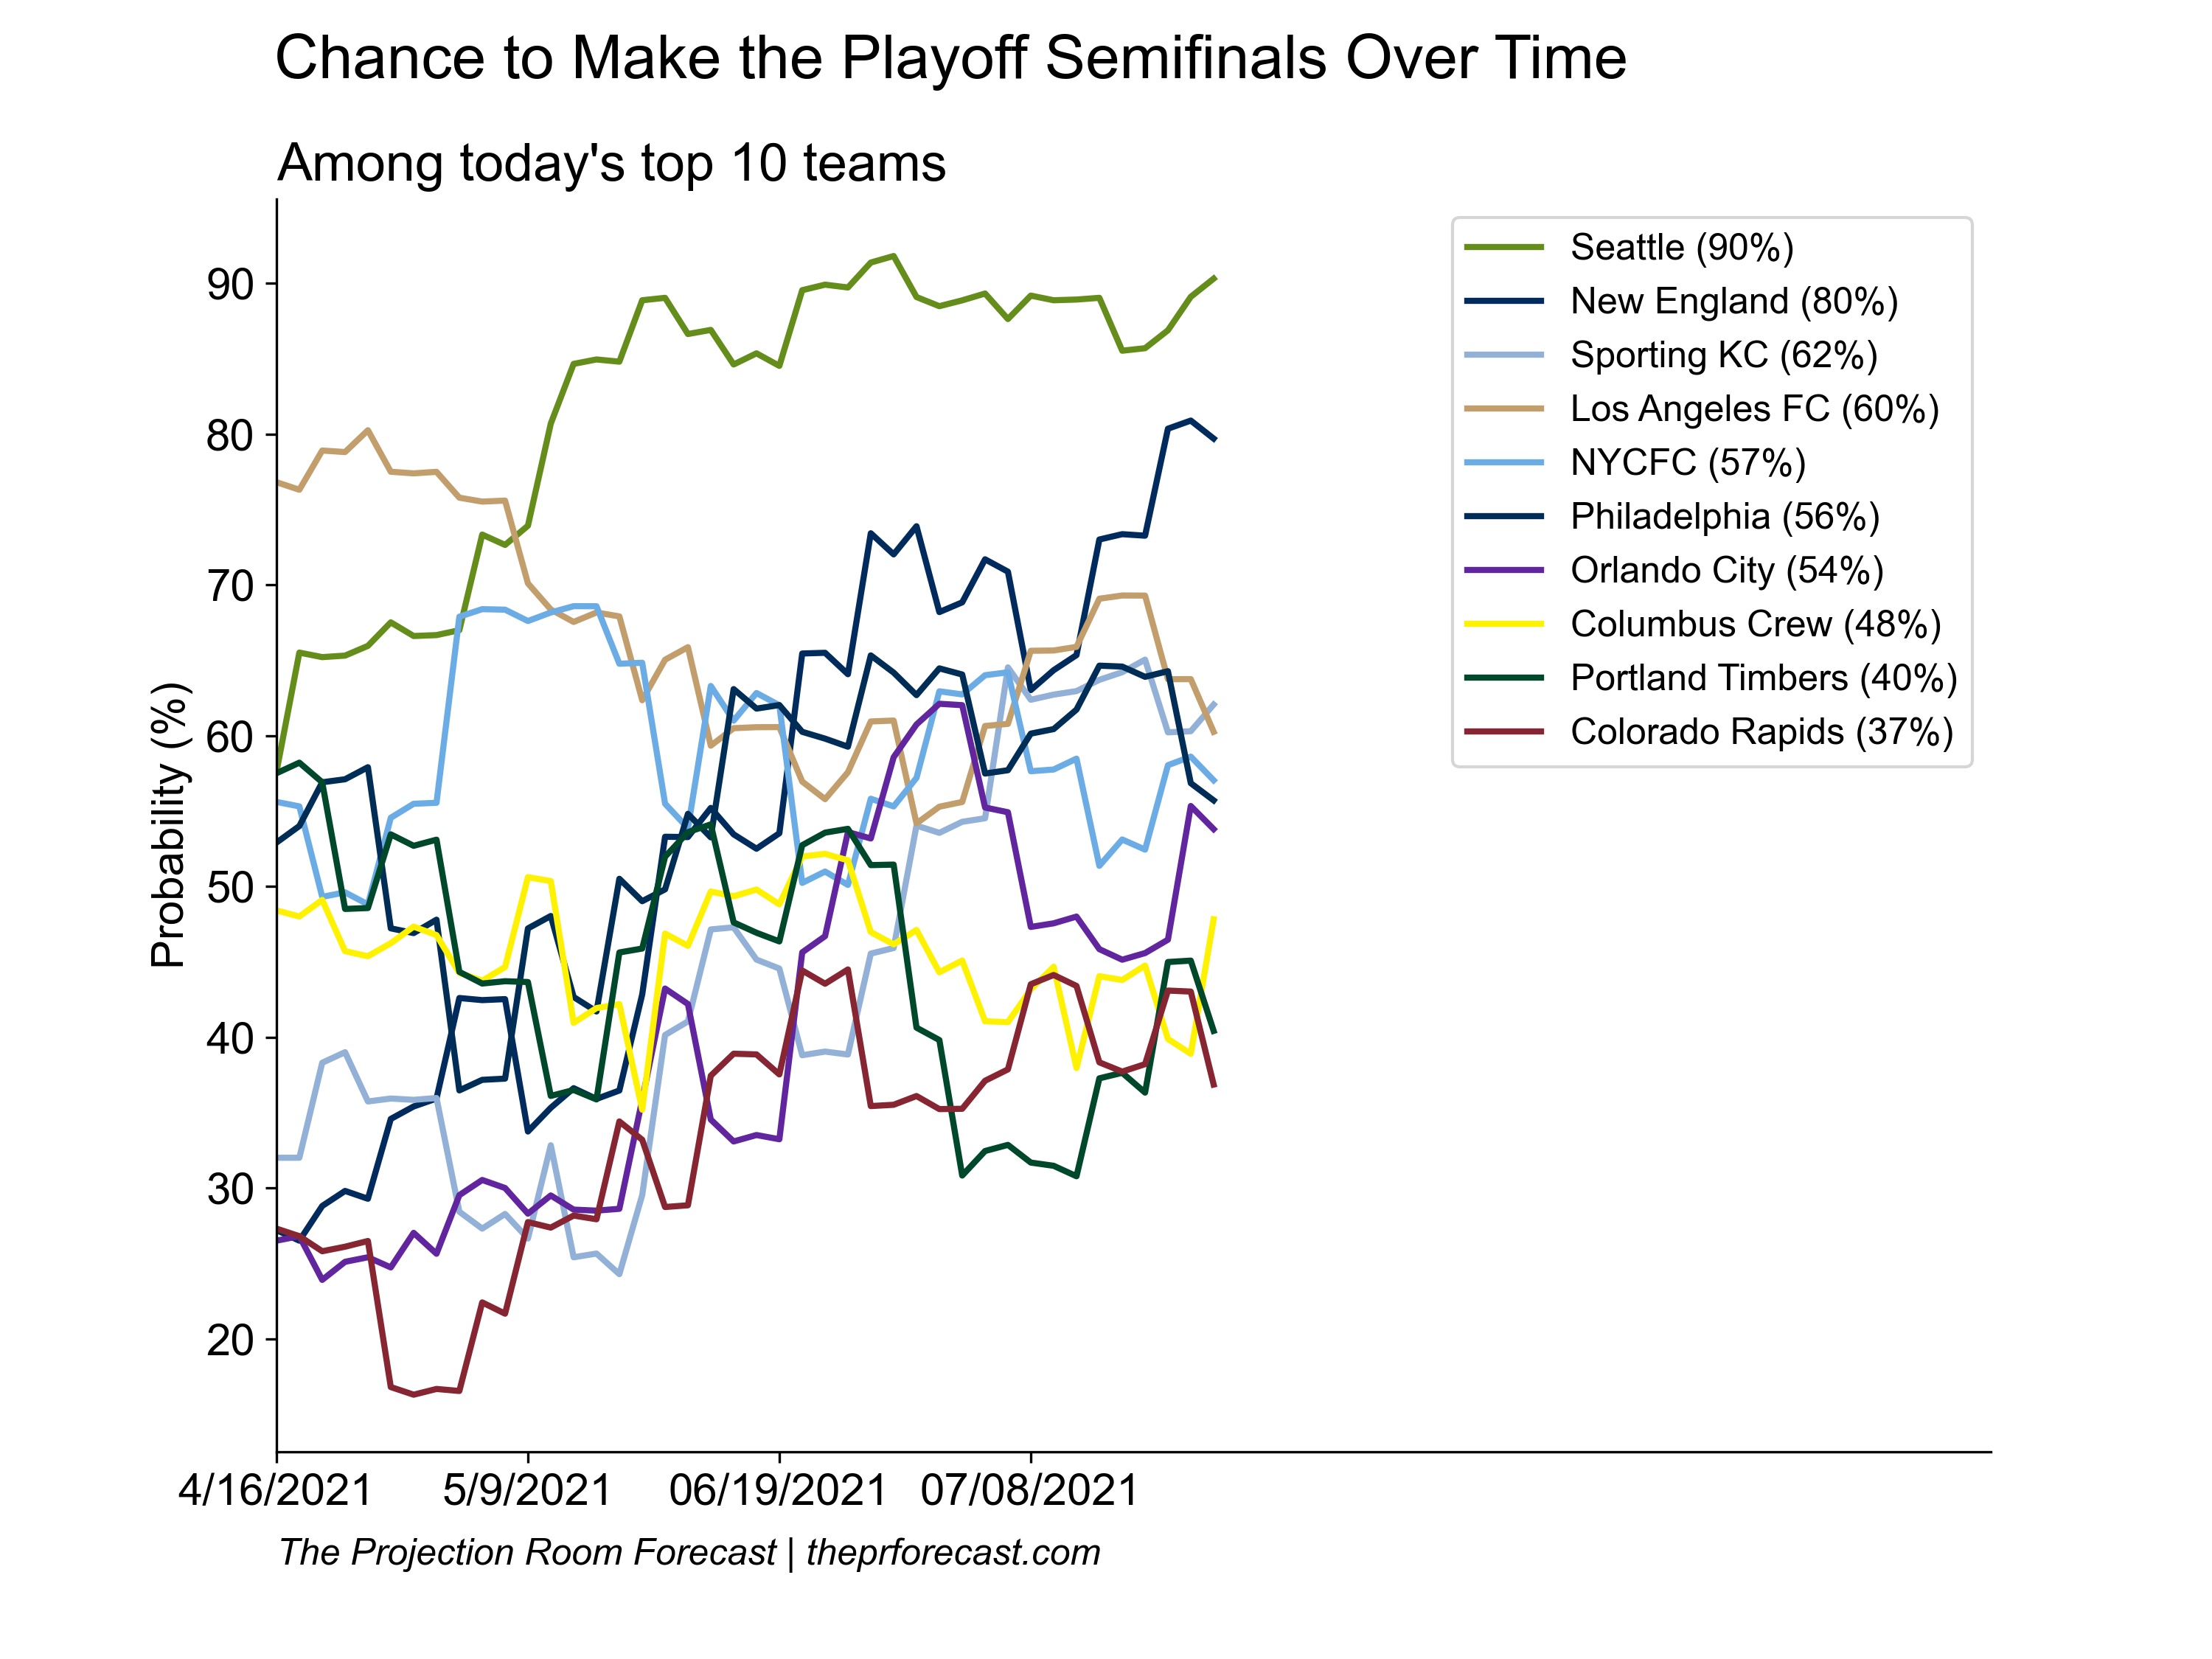 Chance to Make the Playoff Semifinals Over Time
Among today's top 10 teams
Probability (%)
90
80
70
60
50
40
30
20
4/16/2021
5/9/2021
06/19/2021
07/08/2021
Seattle (90%)
New England (80%)
Sporting KC (62%)
Los Angeles FC (60%)
NYCFC (57%)
Philadelphia (56%)
Orlando City (54%)
Columbus Crew (48%)
Portland Timbers (40%)
Colorado Rapids (37%)
The Projection Room Forecast | theprforecast.com